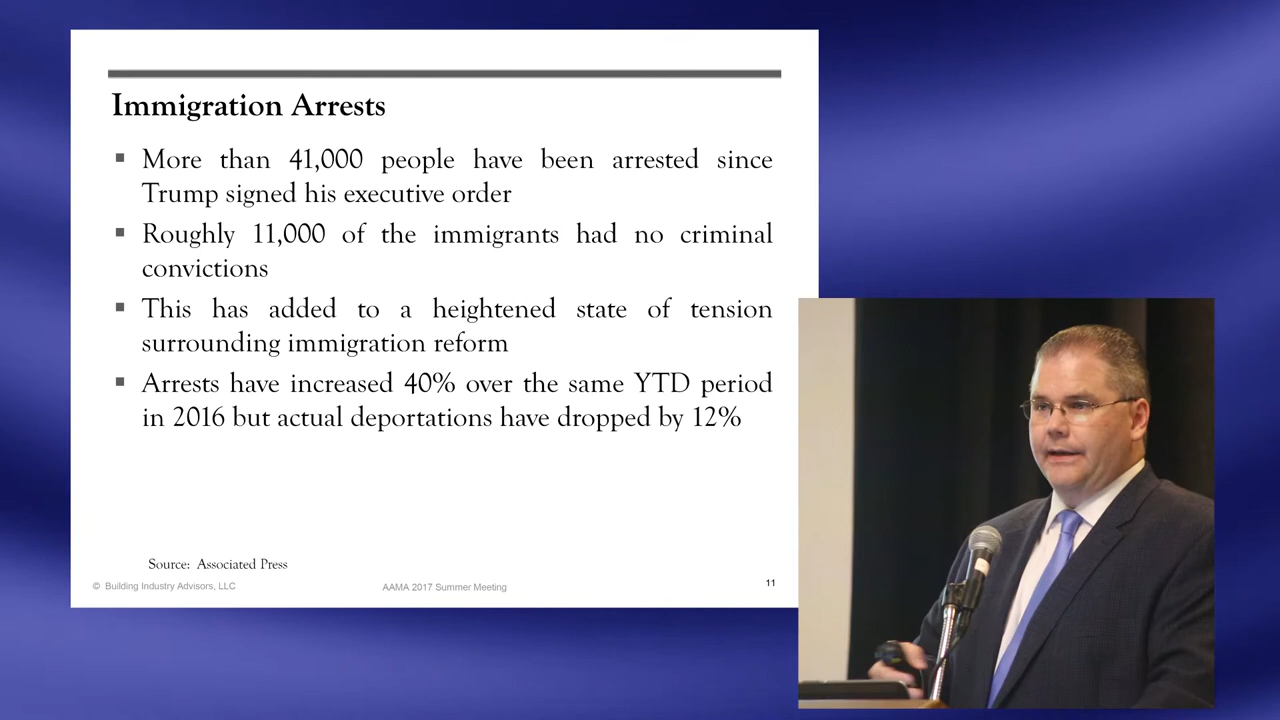 Immigration Arrests
▪ More than 41,000 people have been arrested since
Trump signed his executive order
▪ Roughly 11,000 of the immigrants had no criminal
convictions
▪ This has added to a heightened state of tension
surrounding immigration reform
▪ Arrests have increased 40% over the same YTD period
in 2016 but actual deportations have dropped by 12%
Source: Associated Press
© Building Industry Advisors, LLC
AAMA 2017 Summer Meeting
11